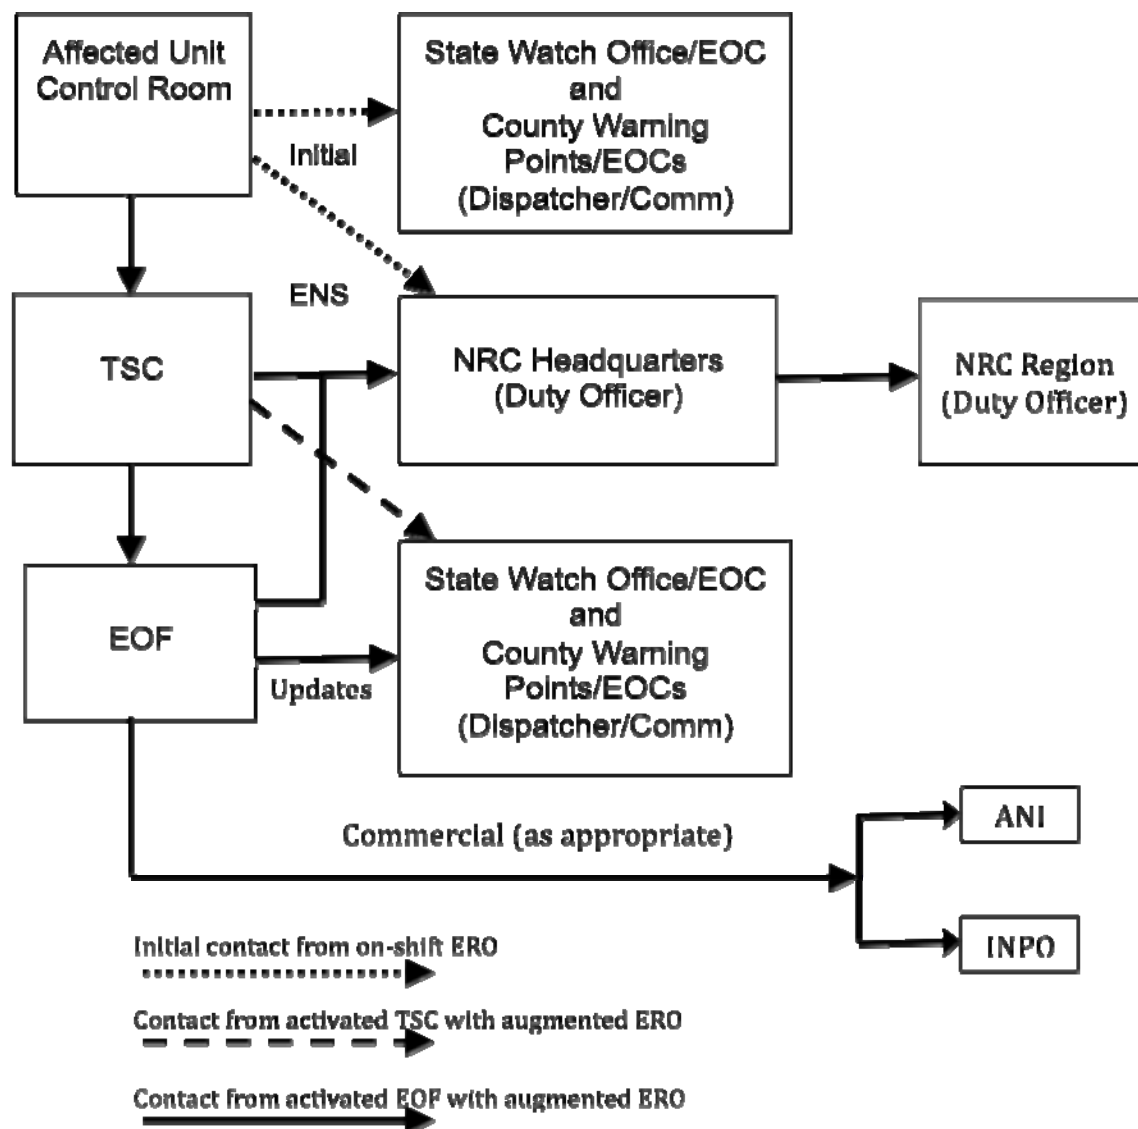 Affected Unit
Control Room
State Watch Office/EOC
and
County Warning
Points/EOCs
(Dispatcher/Comm)
Initial
ENS
TSC
NRC Headquarters
(Duty Officer)
NRC Region
(Duty Officer)
EOF
Updates
State Watch Office/EOC
and
County Warning
Points/EOCs
(Dispatcher/Comm)
Commercial (as appropriate)
ANI
INPO
Initial contact from on-shift ERO
Contact from activated TSC with augmented ERO
Contact from activated EOF with augmented ERO